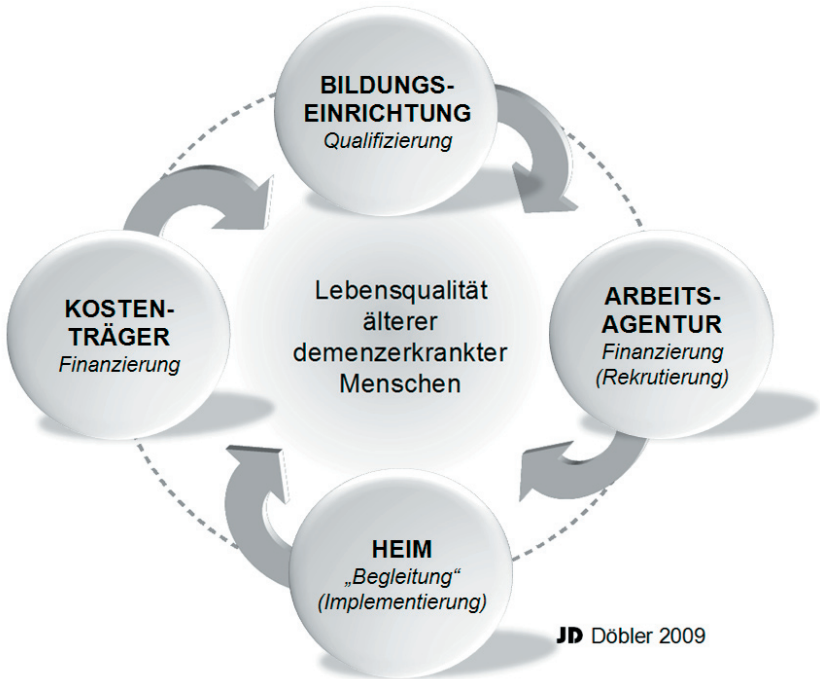 BILDUNGS-
EINRICHTUNG
Qualifizierung
KOSTEN-
TRÄGER
Finanzierung
Lebensqualität
älterer
demenzerkrankter
Menschen
ARBEITS-
AGENTUR
Finanzierung
(Rekrutierung)
HEIM
„Begleitung“
(Implementierung)
JD Döbler 2009